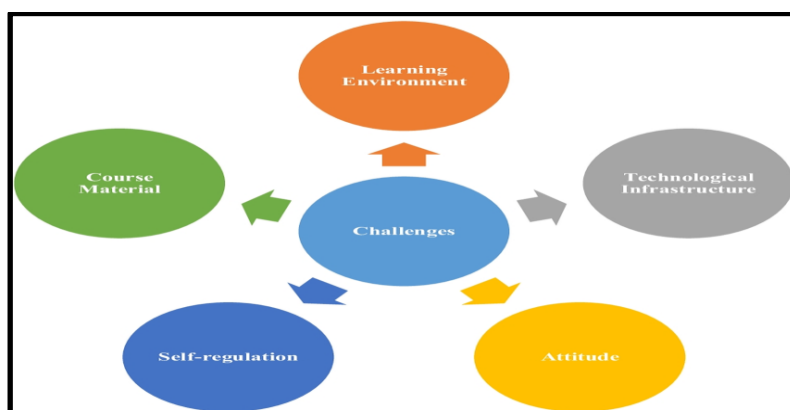 Learning
Environment
Course
Material
Technological
Infrastructure
Challenges
Self-regulation
Attitude